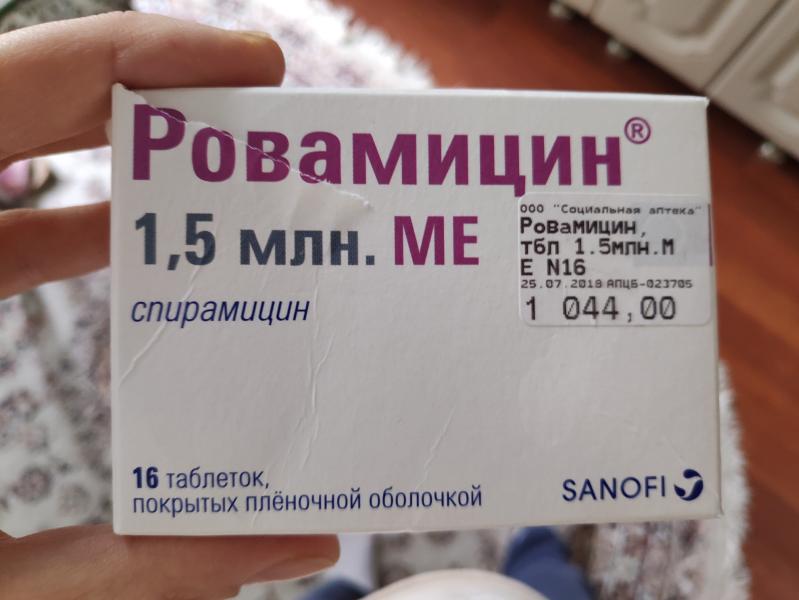 Ровамицин®
1,5 млн. МЕ
спирамицин
ООО "Социальная аптека"
Ровамицин,
тбл 1.5млн.М
Е N16
25.07.2019 АПЦБ-023705
1 044,00
16 таблеток,
покрытых плёночной оболочкой
SANOFI